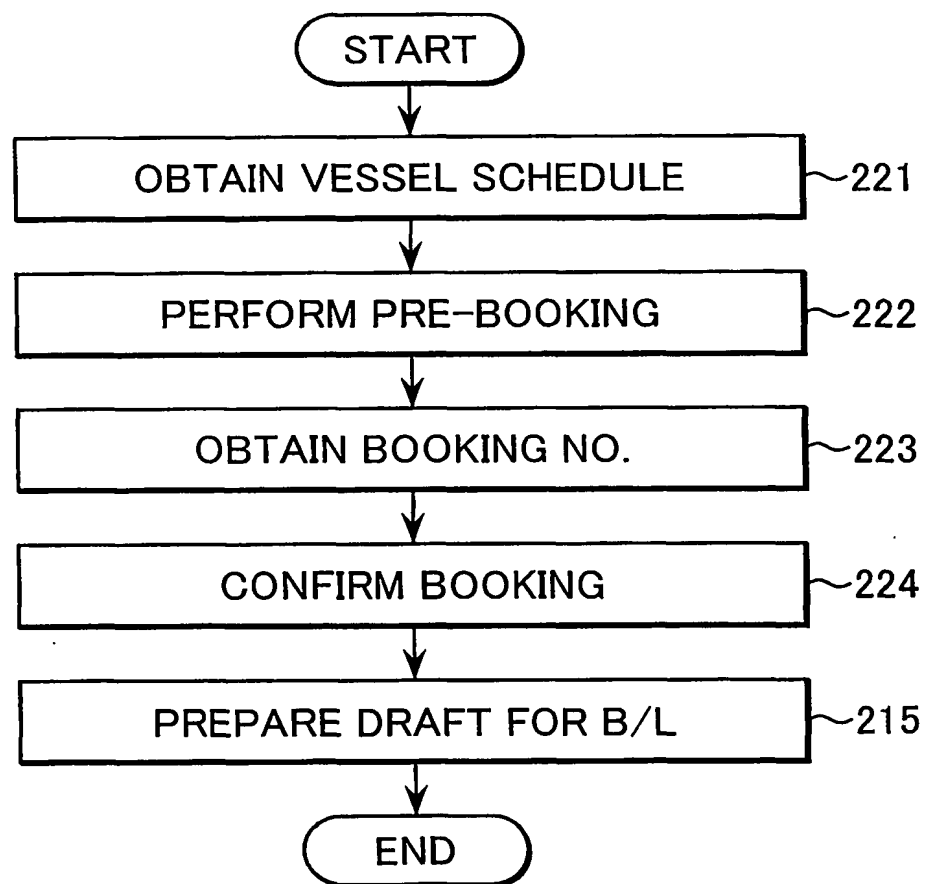 START
OBTAIN VESSEL SCHEDULE 221
PERFORM PRE-BOOKING 222
OBTAIN BOOKING NO. 223
CONFIRM BOOKING 224
PREPARE DRAFT FOR B/L 215
END